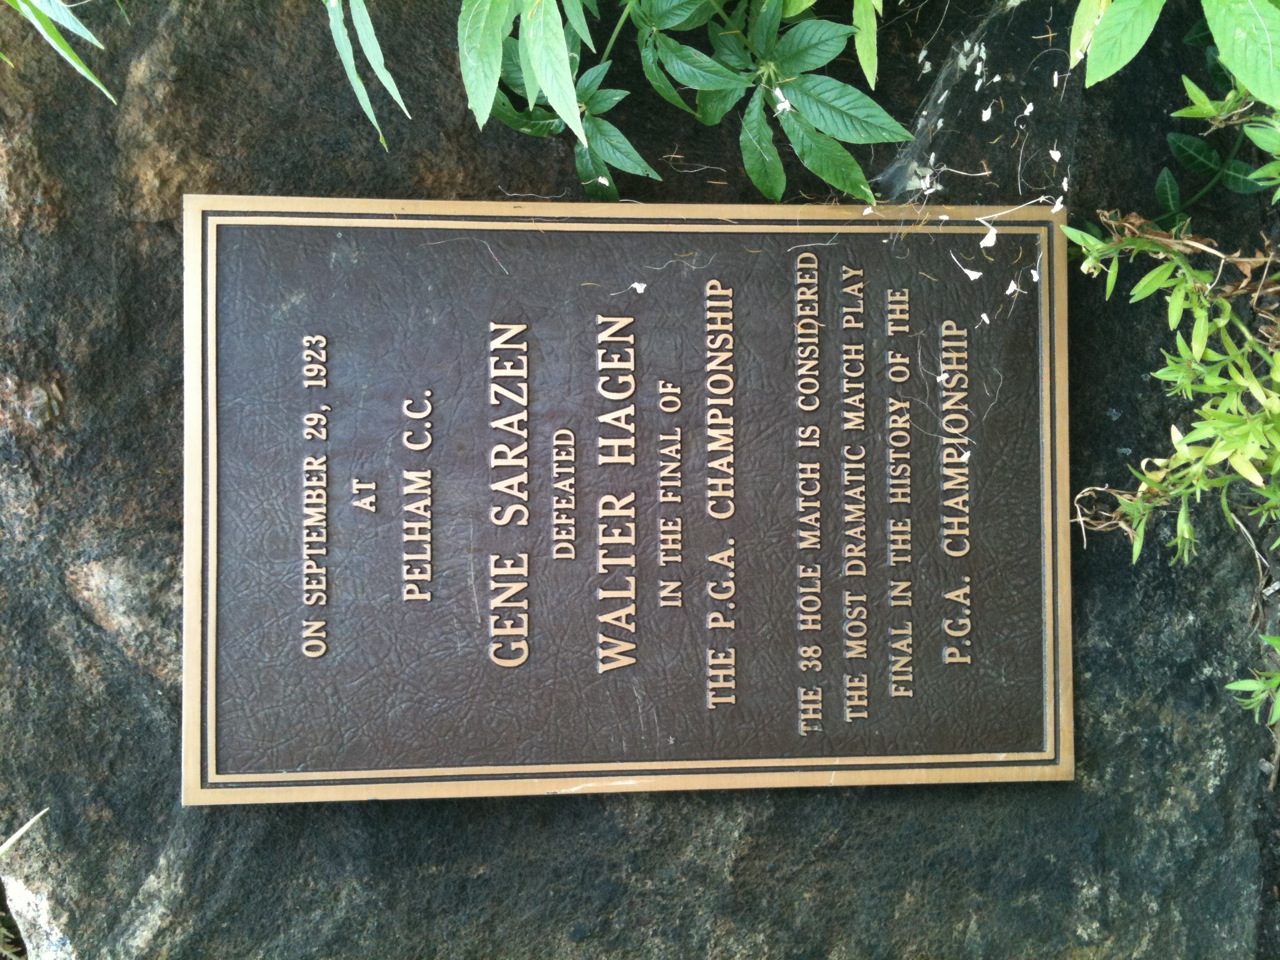 ON SEPTEMBER 29, 1923
AT
PELHAM C.C.
GENE SARAZEN
DEFEATED
WALTER HAGEN
IN THE FINAL OF
THE P.G.A. CHAMPIONSHIP
THE 38 HOLE MATCH IS CONSIDERED
THE MOST DRAMATIC MATCH PLAY
FINAL IN THE HISTORY OF THE
P.G.A. CHAMPIONSHIP